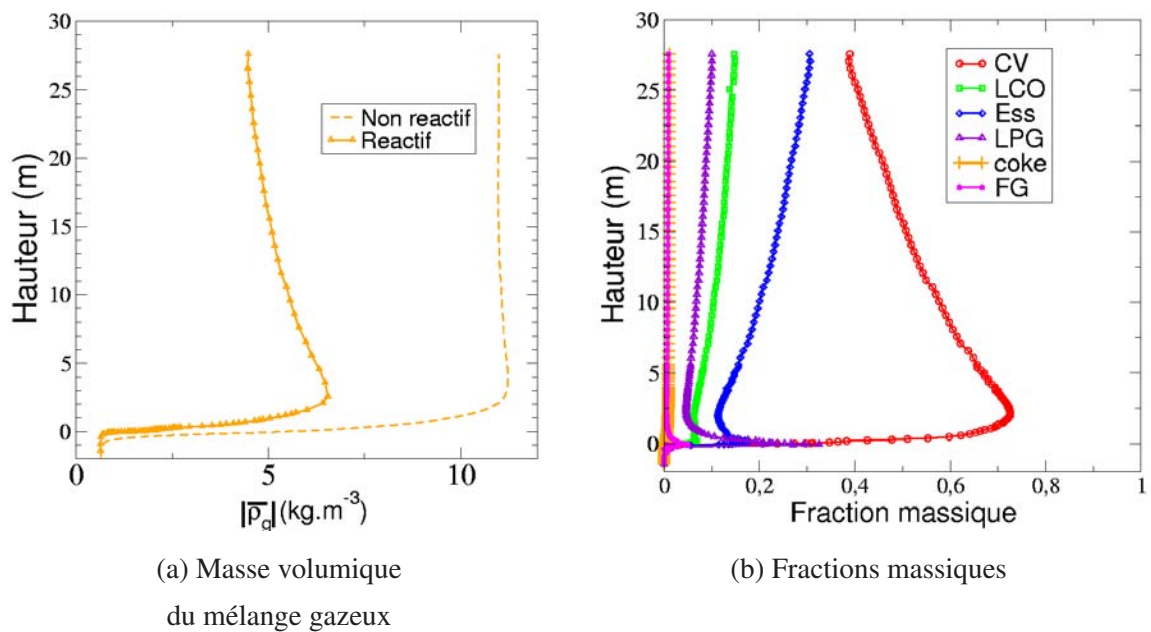 30
25
20
15
10
5
0
Hauteur (m)
Non reactif
Reactif
0
5
10
|ρ_g| (kg.m⁻³)
(a) Masse volumique
du mélange gazeux
30
25
20
15
10
5
0
Hauteur (m)
CV
LCO
Ess
LPG
coke
FG
0
0,2
0,4
0,6
0,8
1
Fraction massique
(b) Fractions massiques